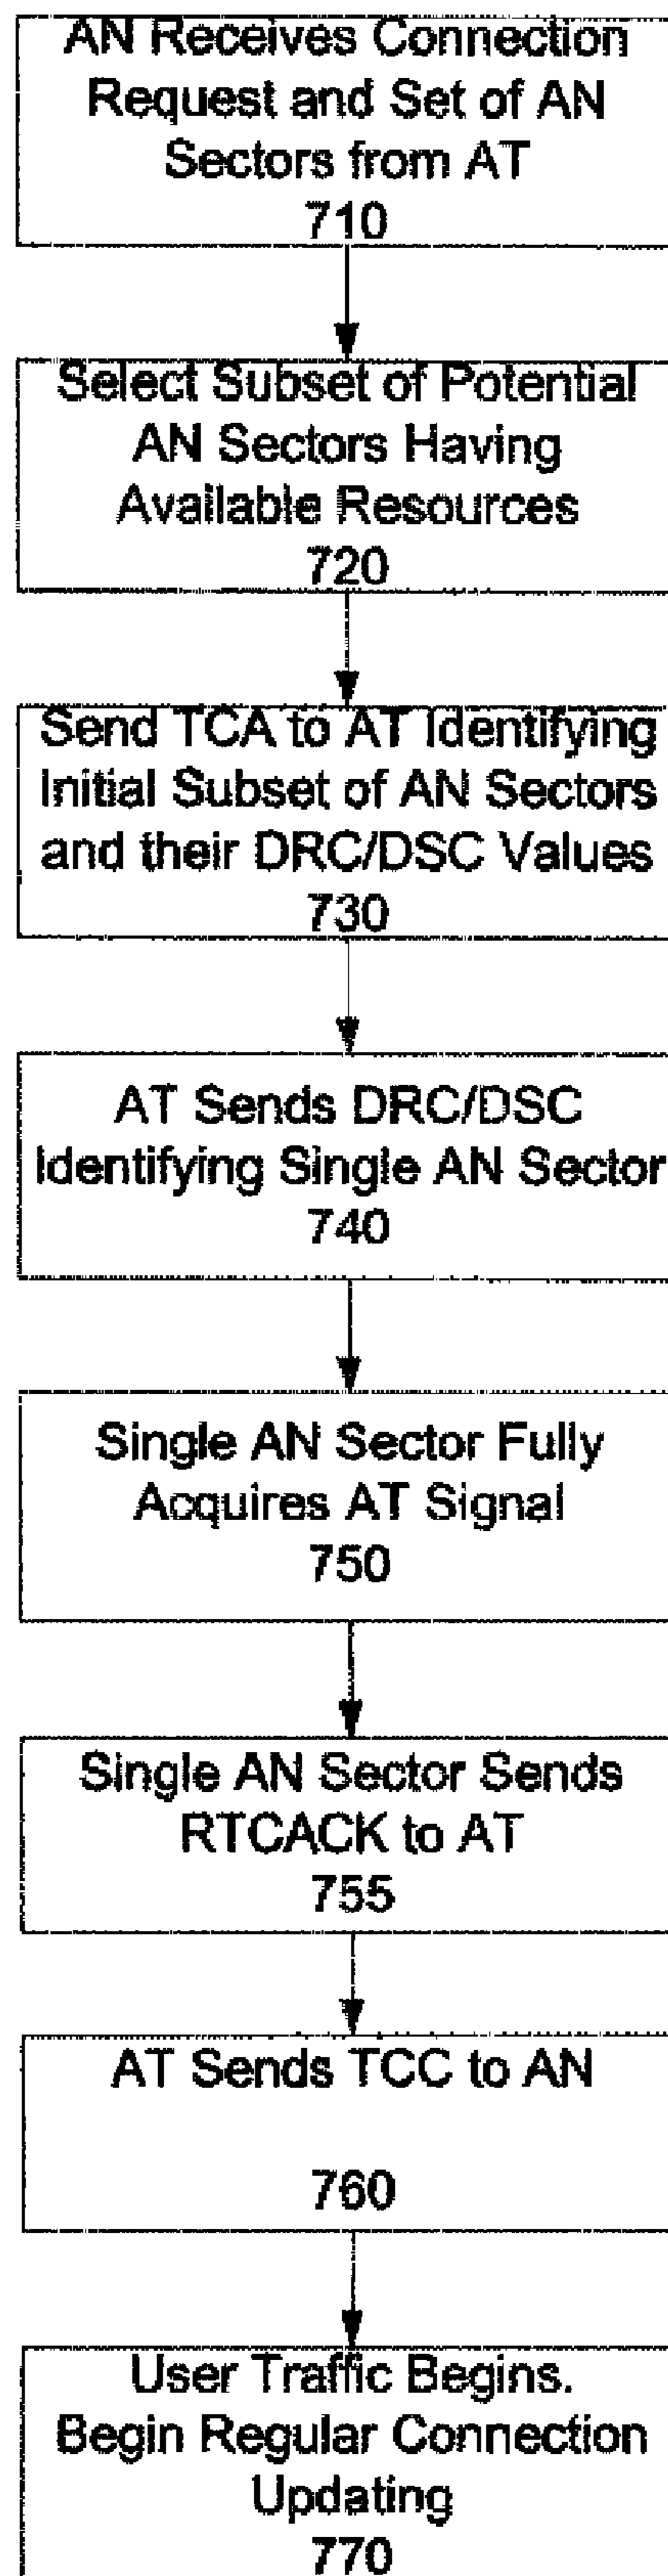 AN Receives Connection
Request and Set of AN
Sectors from AT
710
Select Subset of Potential
AN Sectors Having
Available Resources
720
Send TCA to AT Identifying
Initial Subset of AN Sectors
and their DRC/DSC Values
730
AT Sends DRC/DSC
Identifying Single AN Sector
740
Single AN Sector Fully
Acquires AT Signal
750
Single AN Sector Sends
RTCACK to AT
755
AT Sends TCC to AN
760
User Traffic Begins.
Begin Regular Connection
Updating
770